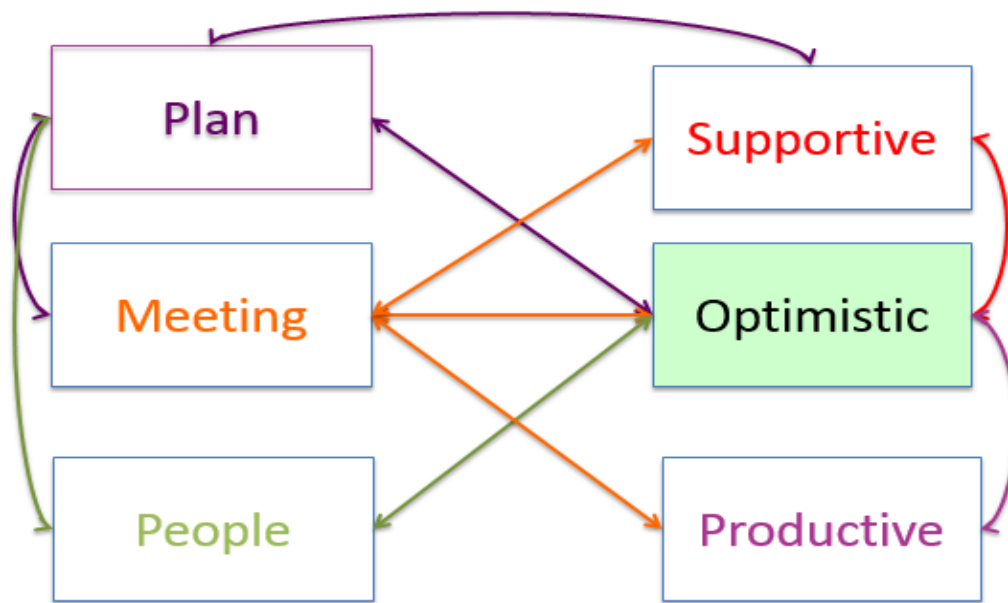 Plan
Supportive
Meeting
Optimistic
People
Productive